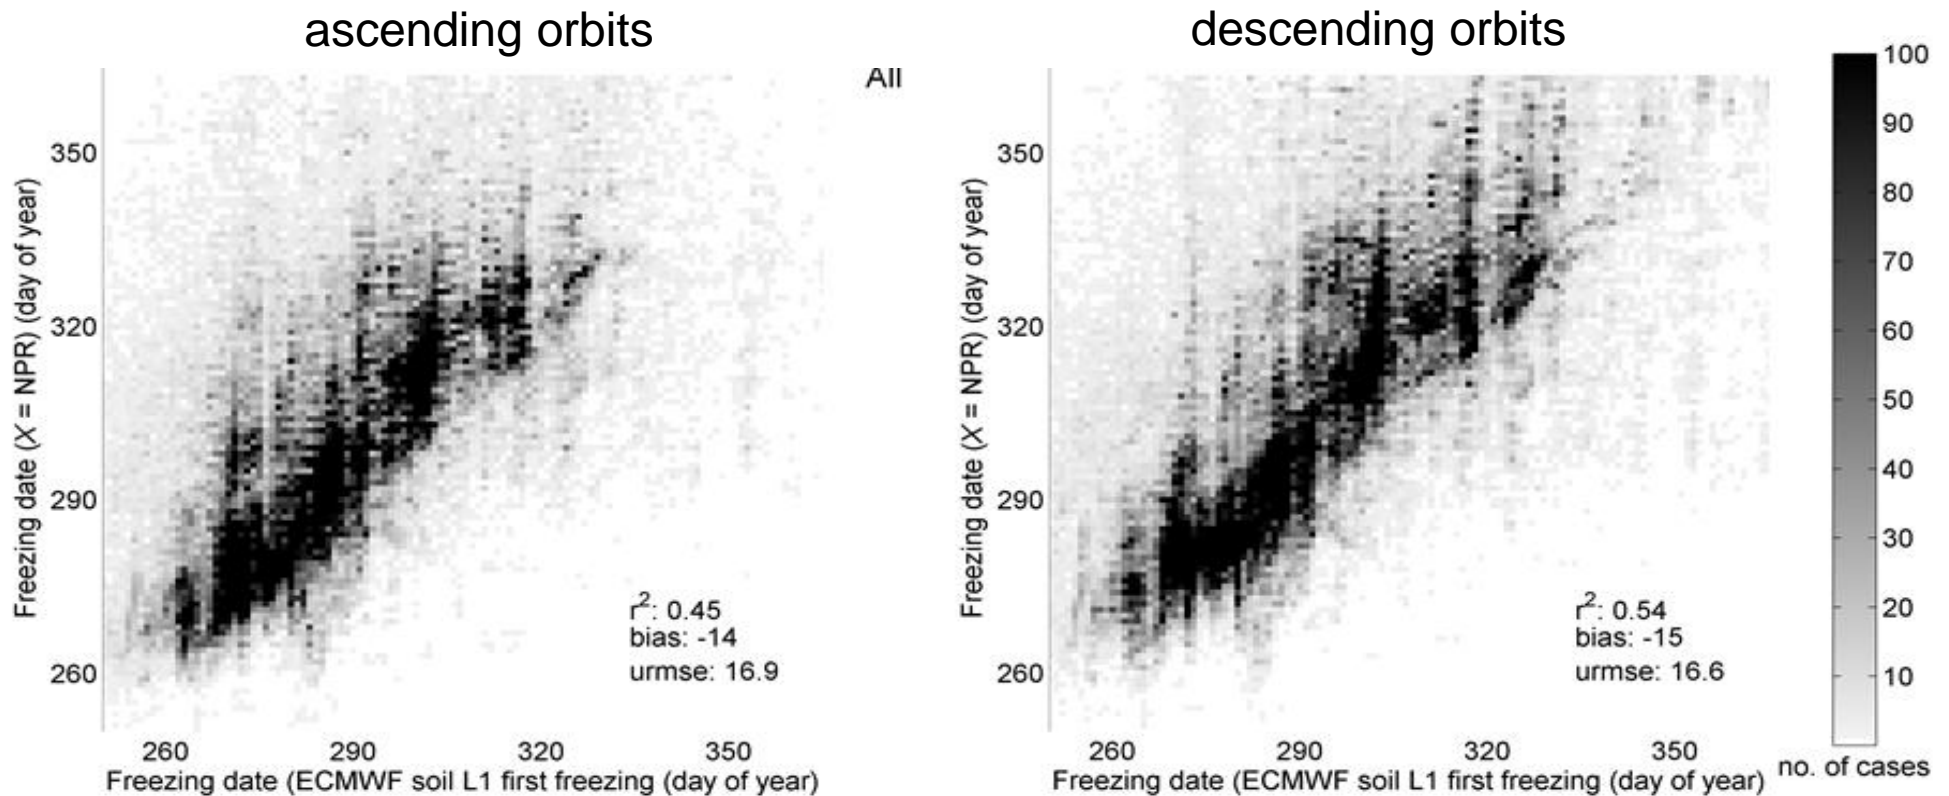 ascending orbits
All
350
320
290
260
Freezing date (X = NPR) (day of year)
r²: 0.45
bias: -14
urmse: 16.9
260 290 320 350
Freezing date (ECMWF soil L1 first freezing (day of year)
descending orbits
350
320
290
260
Freezing date (X = NPR) (day of year)
r²: 0.54
bias: -15
urmse: 16.6
260 290 320 350
Freezing date (ECMWF soil L1 first freezing (day of year)
100
90
80
70
60
50
40
30
20
10
no. of cases